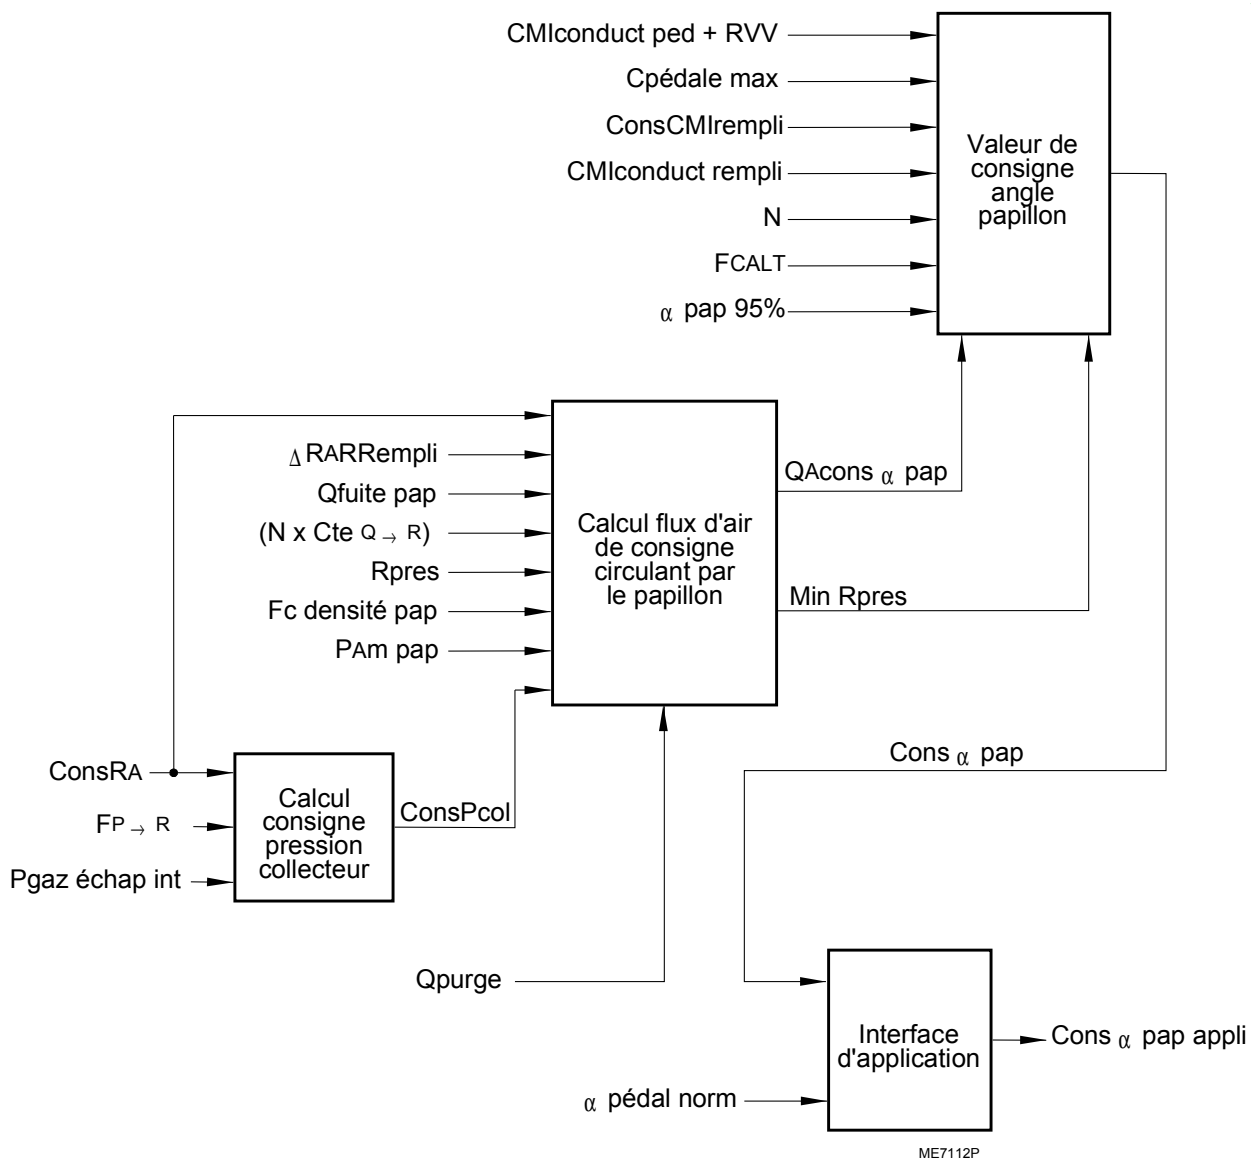 CMIconduct ped + RVV
Cpédale max
ConsCMIrempli
CMIconduct rempli
N
FCALT
α pap 95%
Valeur de
consigne
angle
papillon
Δ RARRempli
Qfuite pap
(N x Cte Q → R)
Rpres
Fc densité pap
PAm pap
Calcul flux d'air
de consigne
circulant par
le papillon
QAcons α pap
Min Rpres
ConsRA
FP → R
Pgaz échap int
Calcul
consigne
pression
collecteur
ConsPcol
Cons α pap
Qpurge
α pédal norm
Interface
d'application
Cons α pap appli
ME7112P